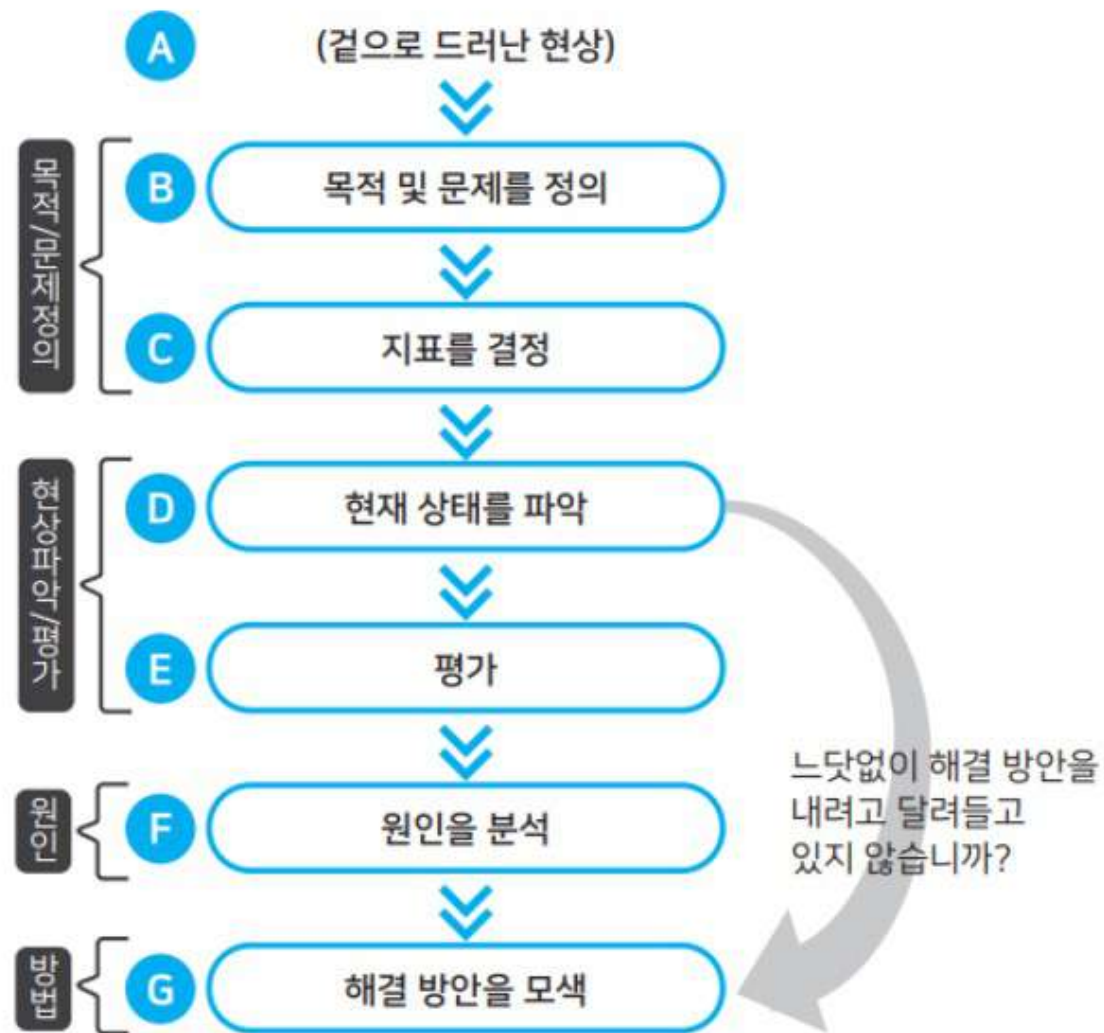 A
(겉으로 드러난 현상)
목적/문제정의
B
목적 및 문제를 정의
C
지표를 결정
현상파악/평가
D
현재 상태를 파악
E
평가
느닷없이 해결 방안을
내려고 달려들고
있지 않습니까?
원인
F
원인을 분석
방법
G
해결 방안을 모색